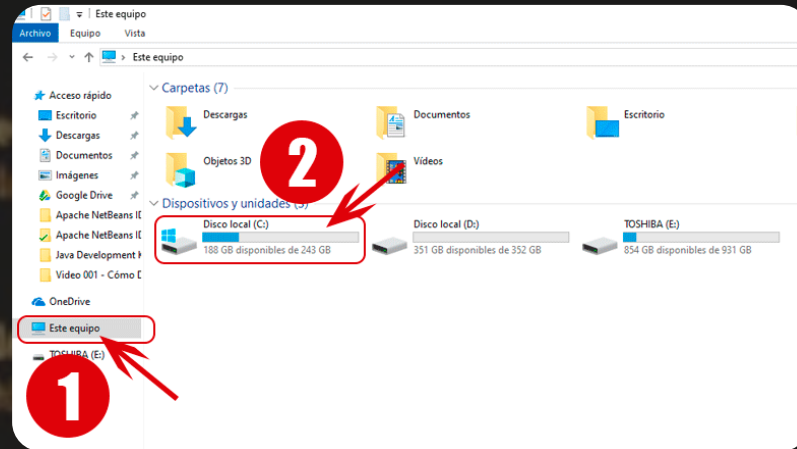 Este equipo
Archivo Equipo Vista
Este equipo
Acceso rápido
Escritorio
Descargas
Documentos
Imágenes
Google Drive
Apache NetBeans
Apache NetBeans
Java Development
Video 001 - Cómo
OneDrive
Este equipo
TOSHIBA (E:)
1
Carpetas (7)
Descargas Documentos Escritorio
Objetos 3D Vídeos
2
Dispositivos y unidades
Disco local (C:) Disco local (D:) TOSHIBA (E:)
188 GB disponibles de 243 GB 351 GB disponibles de 352 GB 854 GB disponibles de 931 GB